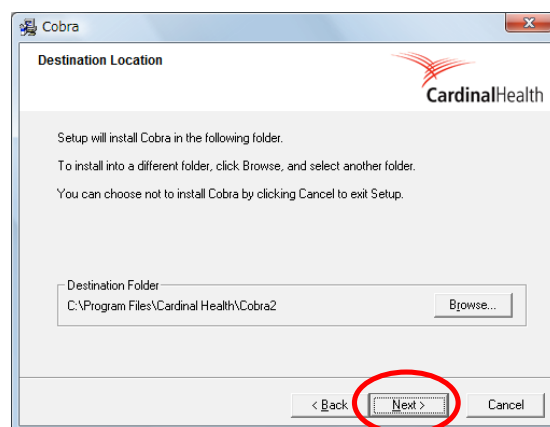 Cobra
Destination Location
CardinalHealth
Setup will install Cobra in the following folder.
To install into a different folder, click Browse, and select another folder.
You can choose not to install Cobra by clicking Cancel to exit Setup.
Destination Folder
C:\Program Files\Cardinal Health\Cobra2
Browse...
< Back
Next >
Cancel